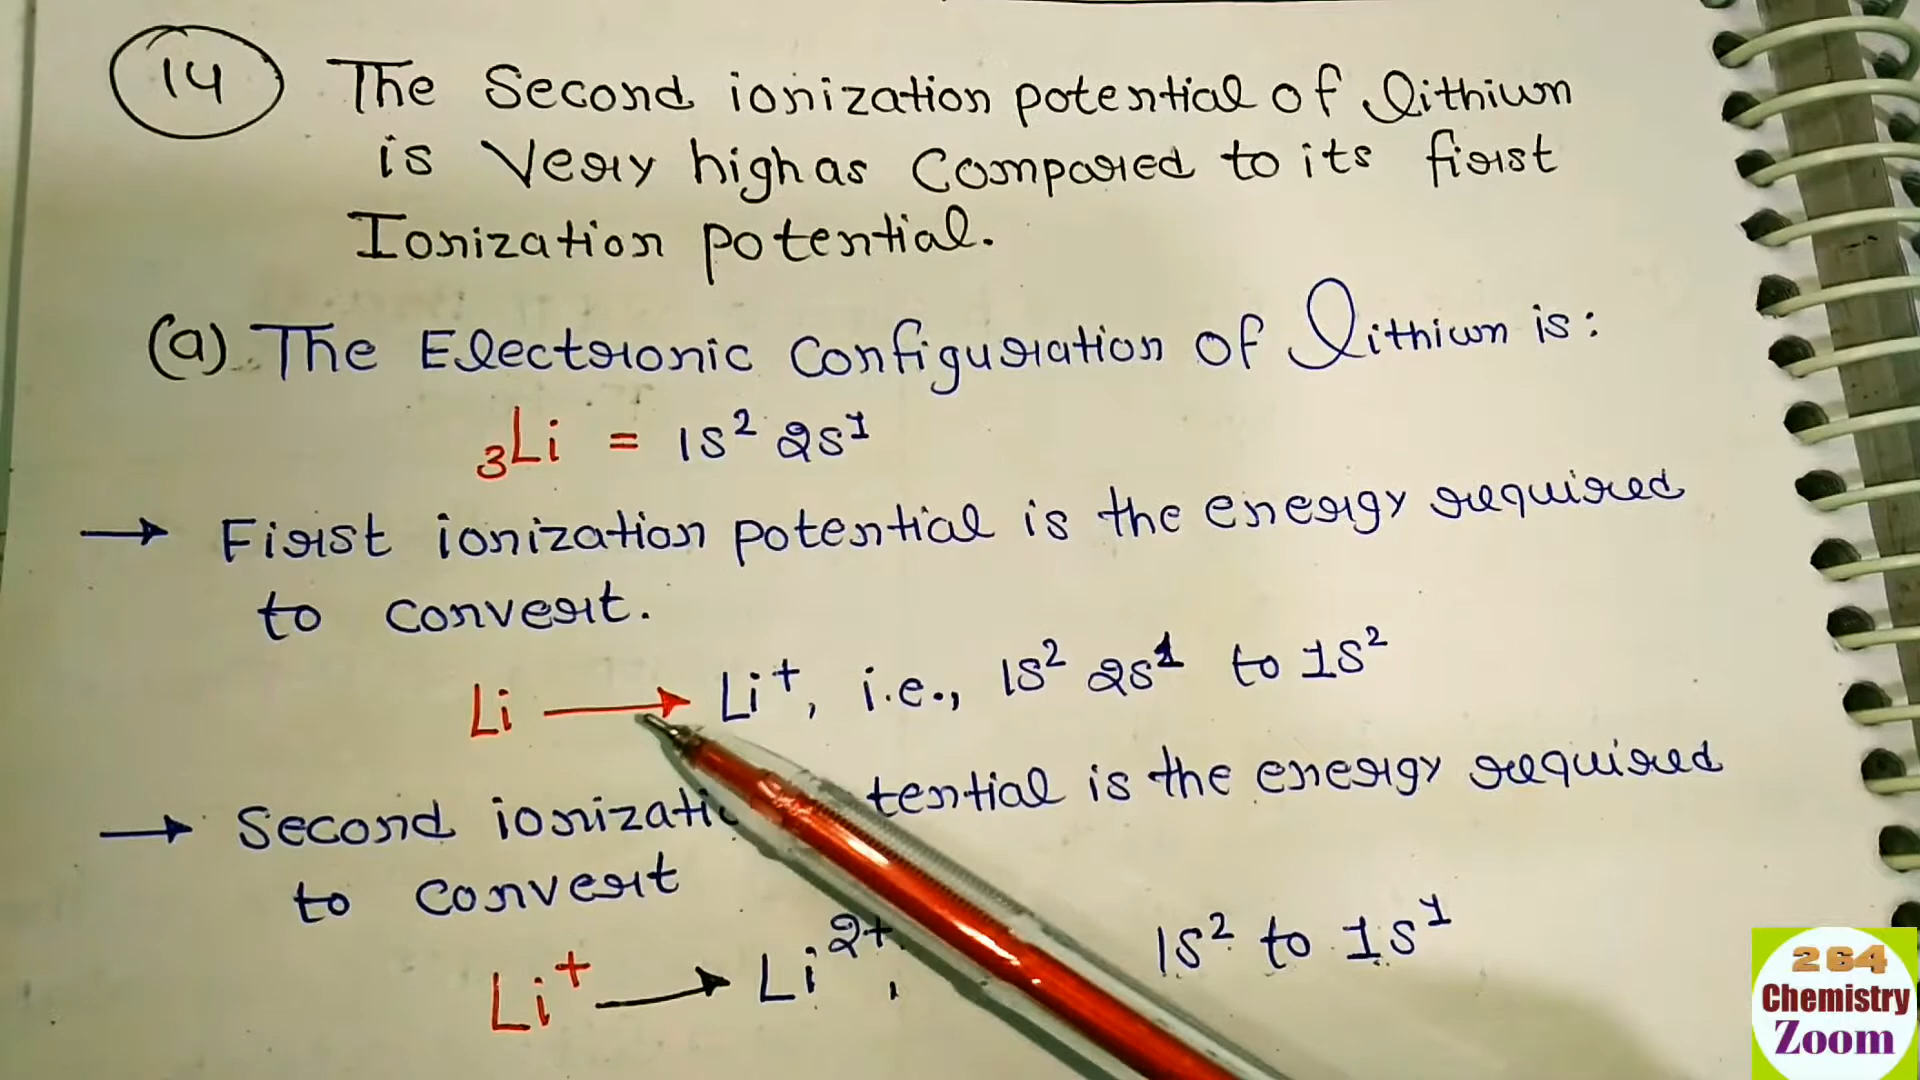 14 The Second ionization potential of lithium
is Very high as Compared to its first
Ionization potential.
(a) The Electronic Configuration of lithium is:
₃Li = 1s² 2s¹
→ First ionization potential is the energy required
to convert.
Li → Li⁺, i.e., 1s² 2s¹ to 1s²
→ Second tential is the energy required
to convert
Li⁺ → Li²⁺, 1s² to 1s¹
264
Chemistry
Zoom